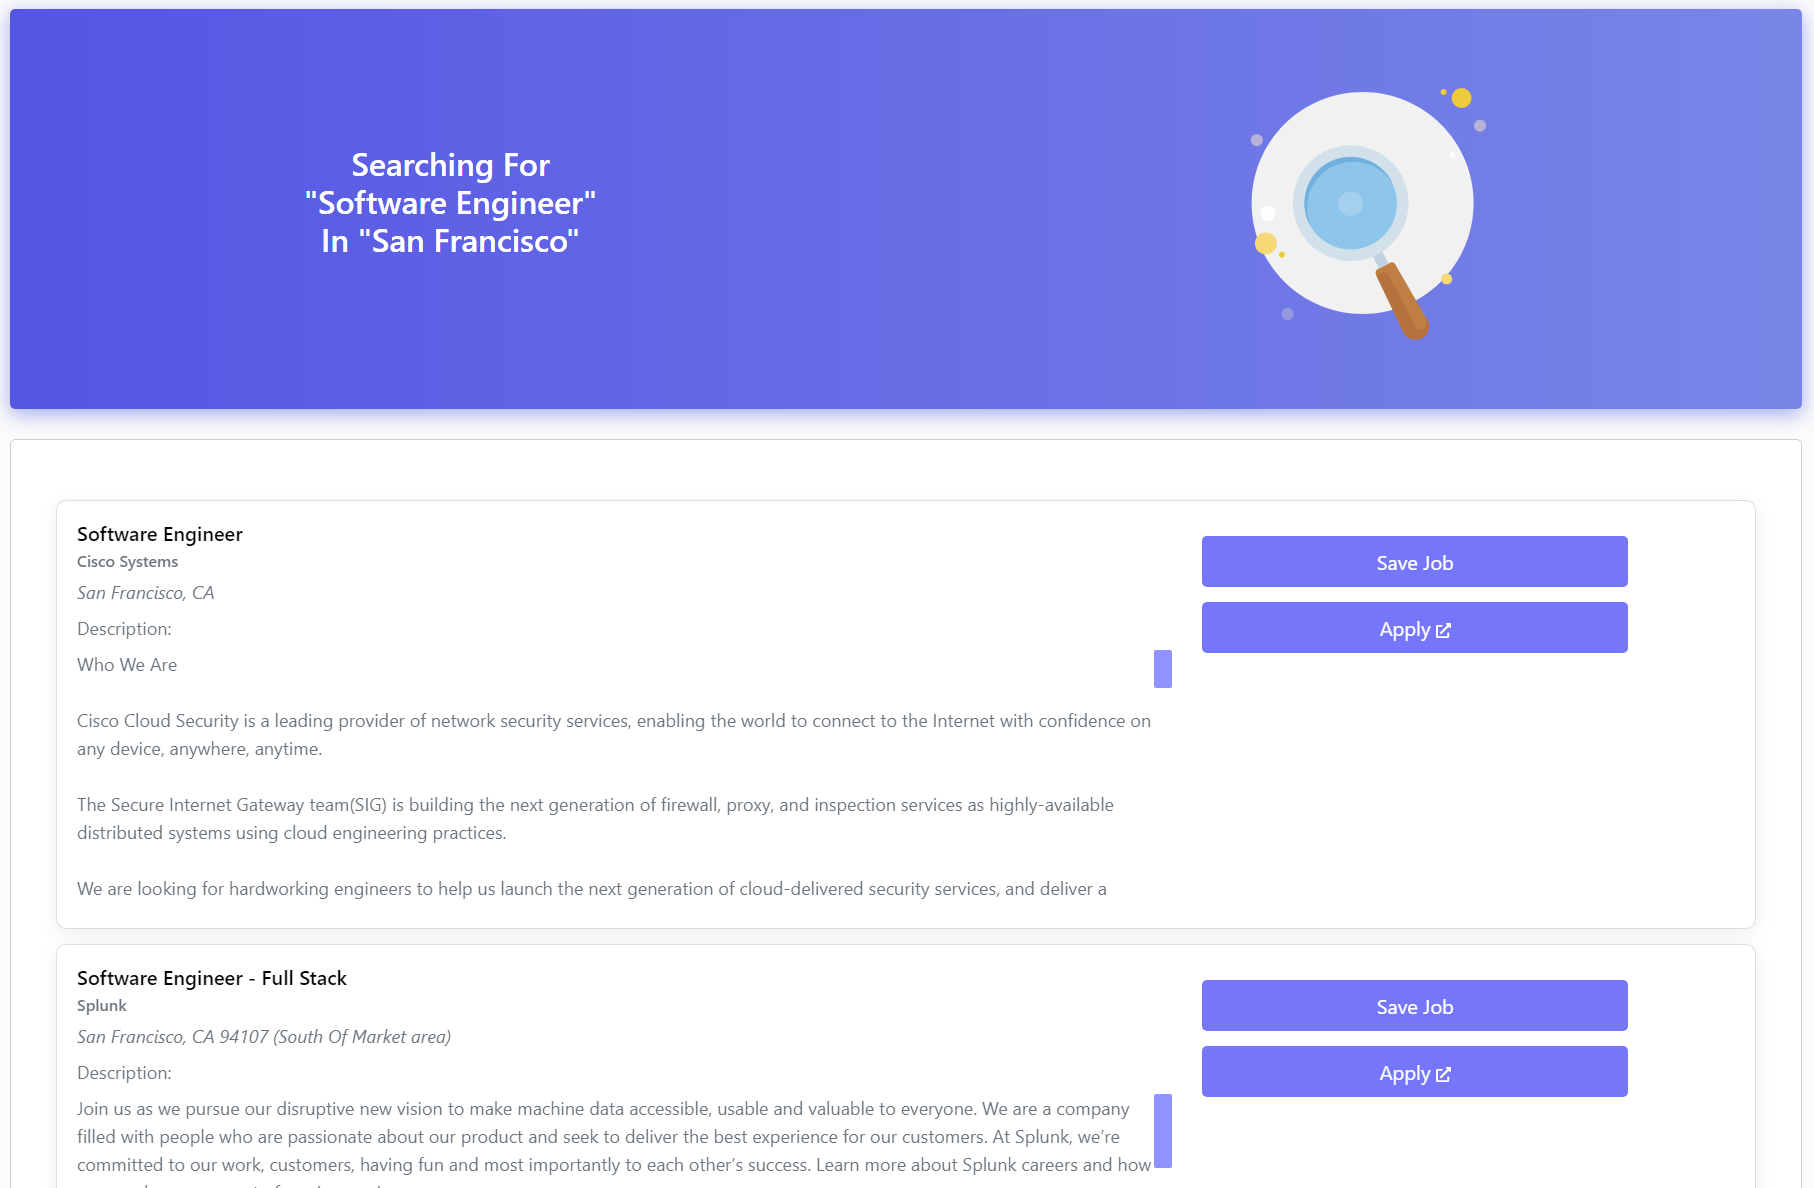 Searching For
"Software Engineer"
In "San Francisco"
Software Engineer
Cisco Systems
San Francisco, CA
Description:
Who We Are
Cisco Cloud Security is a leading provider of network security services, enabling the world to connect to the Internet with confidence on
any device, anywhere, anytime.
The Secure Internet Gateway team(SIG) is building the next generation of firewall, proxy, and inspection services as highly-available
distributed systems using cloud engineering practices.
We are looking for hardworking engineers to help us launch the next generation of cloud-delivered security services, and deliver a
Save Job
Apply
Software Engineer - Full Stack
Splunk
San Francisco, CA 94107 (South Of Market area)
Description:
Join us as we pursue our disruptive new vision to make machine data accessible, usable and valuable to everyone. We are a company
filled with people who are passionate about our product and seek to deliver the best experience for our customers. At Splunk, we’re
committed to our work, customers, having fun and most importantly to each other’s success. Learn more about Splunk careers and how
Save Job
Apply